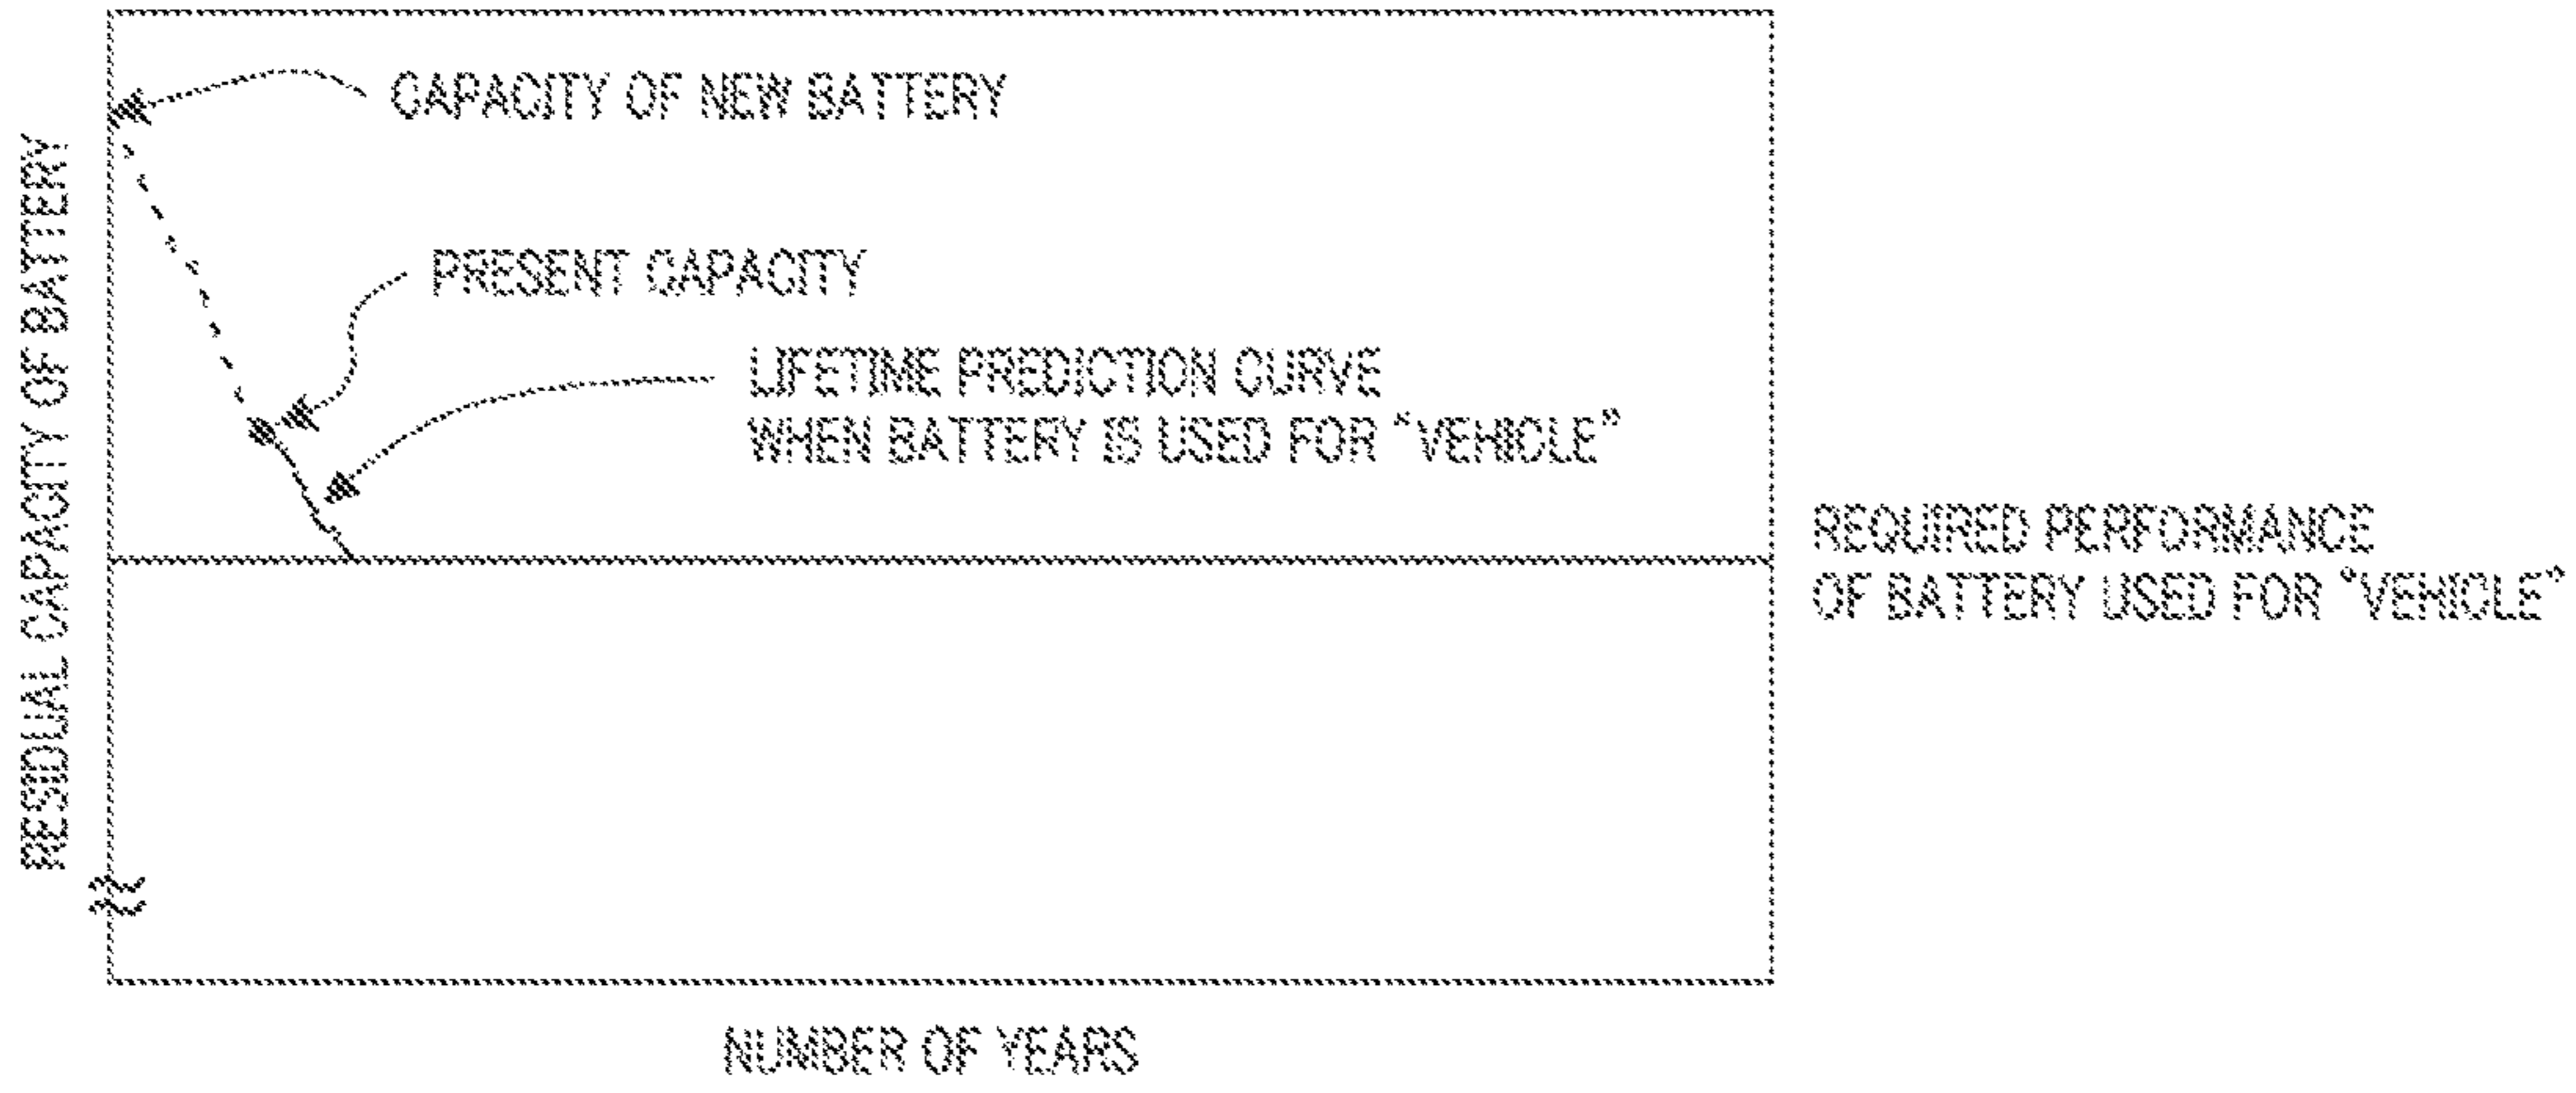 CAPACITY OF NEW BATTERY
RESIDUAL CAPACITY OF BATTERY
PRESENT CAPACITY
LIFETIME PREDICTION CURVE
WHEN BATTERY IS USED FOR “VEHICLE”
REQUIRED PERFORMANCE
OF BATTERY USED FOR “VEHICLE”
NUMBER OF YEARS